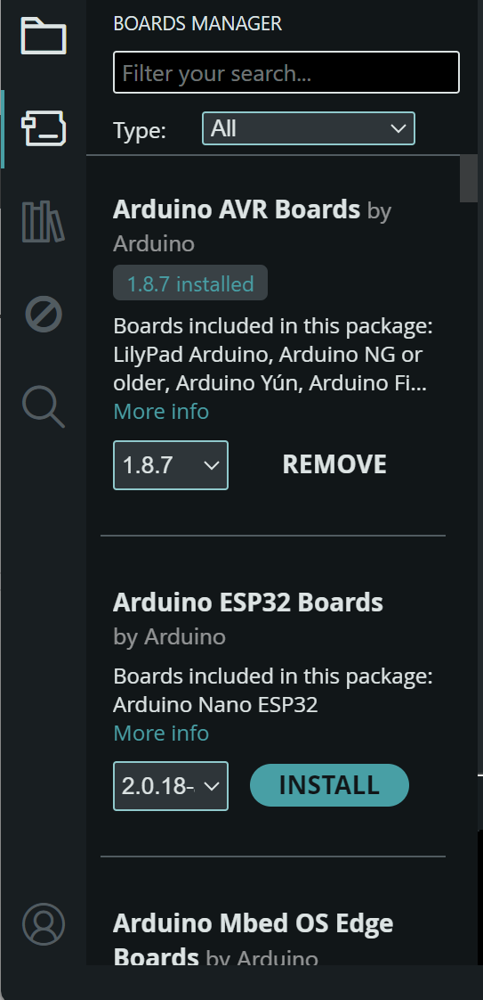 BOARDS MANAGER
Filter your search...
Type: All
Arduino AVR Boards by
Arduino
1.8.7 installed
Boards included in this package:
LilyPad Arduino, Arduino NG or
older, Arduino Yún, Arduino Fi...
More info
1.8.7 REMOVE
Arduino ESP32 Boards
by Arduino
Boards included in this package:
Arduino Nano ESP32
More info
2.0.18- INSTALL
Arduino Mbed OS Edge
Boards by Arduino